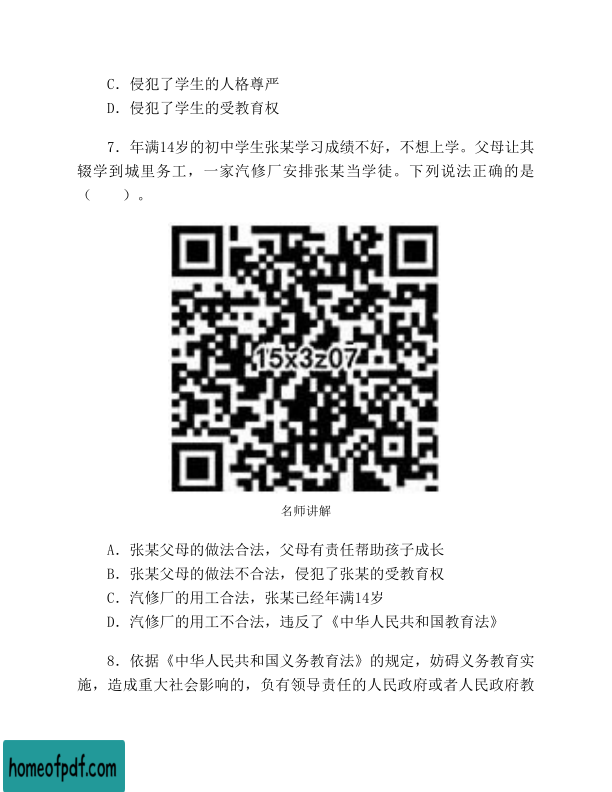 C．侵犯了学生的人格尊严
D．侵犯了学生的受教育权
7．年满14岁的初中学生张某学习成绩不好，不想上学。父母让其
辍学到城里务工，一家汽修厂安排张某当学徒。下列说法正确的是
（　　）。
15x3z07
名师讲解
A．张某父母的做法合法，父母有责任帮助孩子成长
B．张某父母的做法不合法，侵犯了张某的受教育权
C．汽修厂的用工合法，张某已经年满14岁
D．汽修厂的用工不合法，违反了《中华人民共和国教育法》
8．依据《中华人民共和国义务教育法》的规定，妨碍义务教育实
施，造成重大社会影响的，负有领导责任的人民政府或者人民政府教
homeofpdf.com